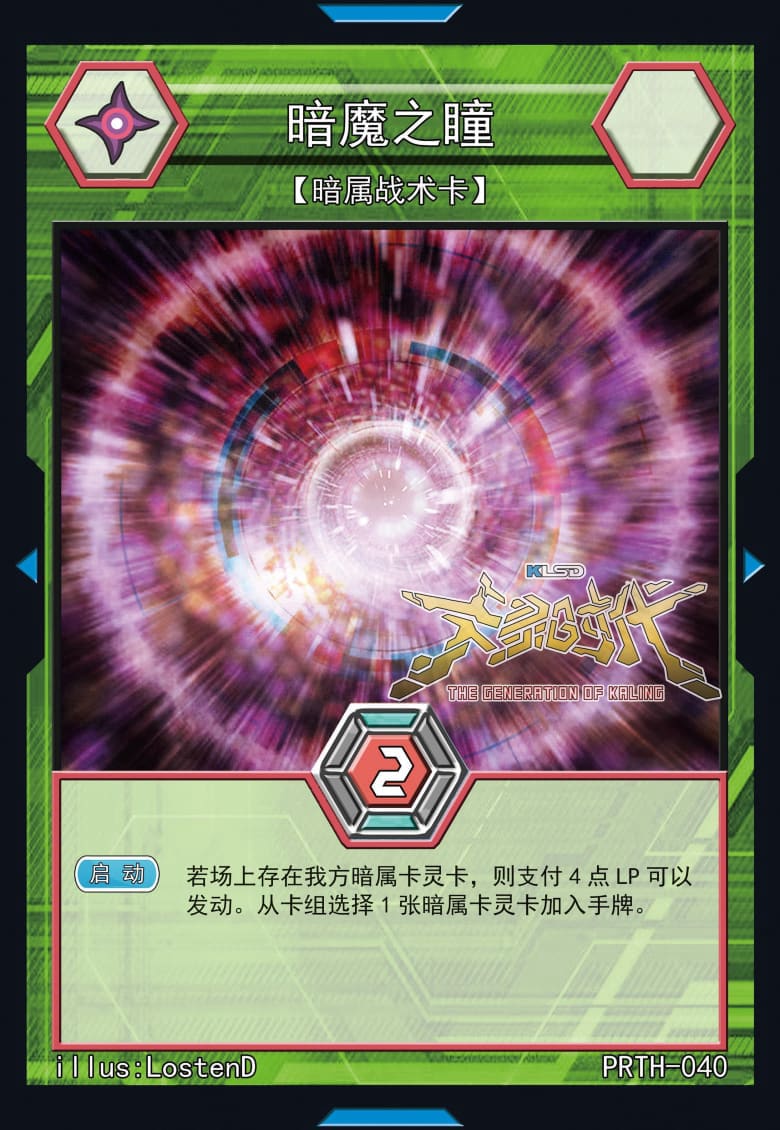 暗魔之瞳
【暗属战术卡】
KLSD
卡灵时代
THE GENERATION OF KALING
2
启动
若场上存在我方暗属卡灵卡，则支付4点LP可以
发动。从卡组选择1张暗属卡灵卡加入手牌。
illus:LostenD
PRTH-040